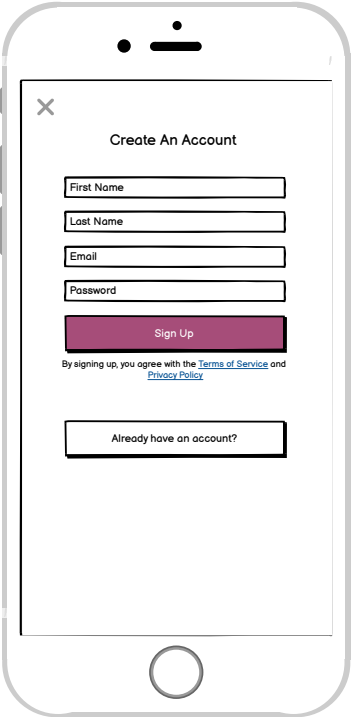 Create An Account
First Name
Last Name
Email
Password
Sign Up
By signing up, you agree with the Terms of Service and
Privacy Policy
Already have an account?